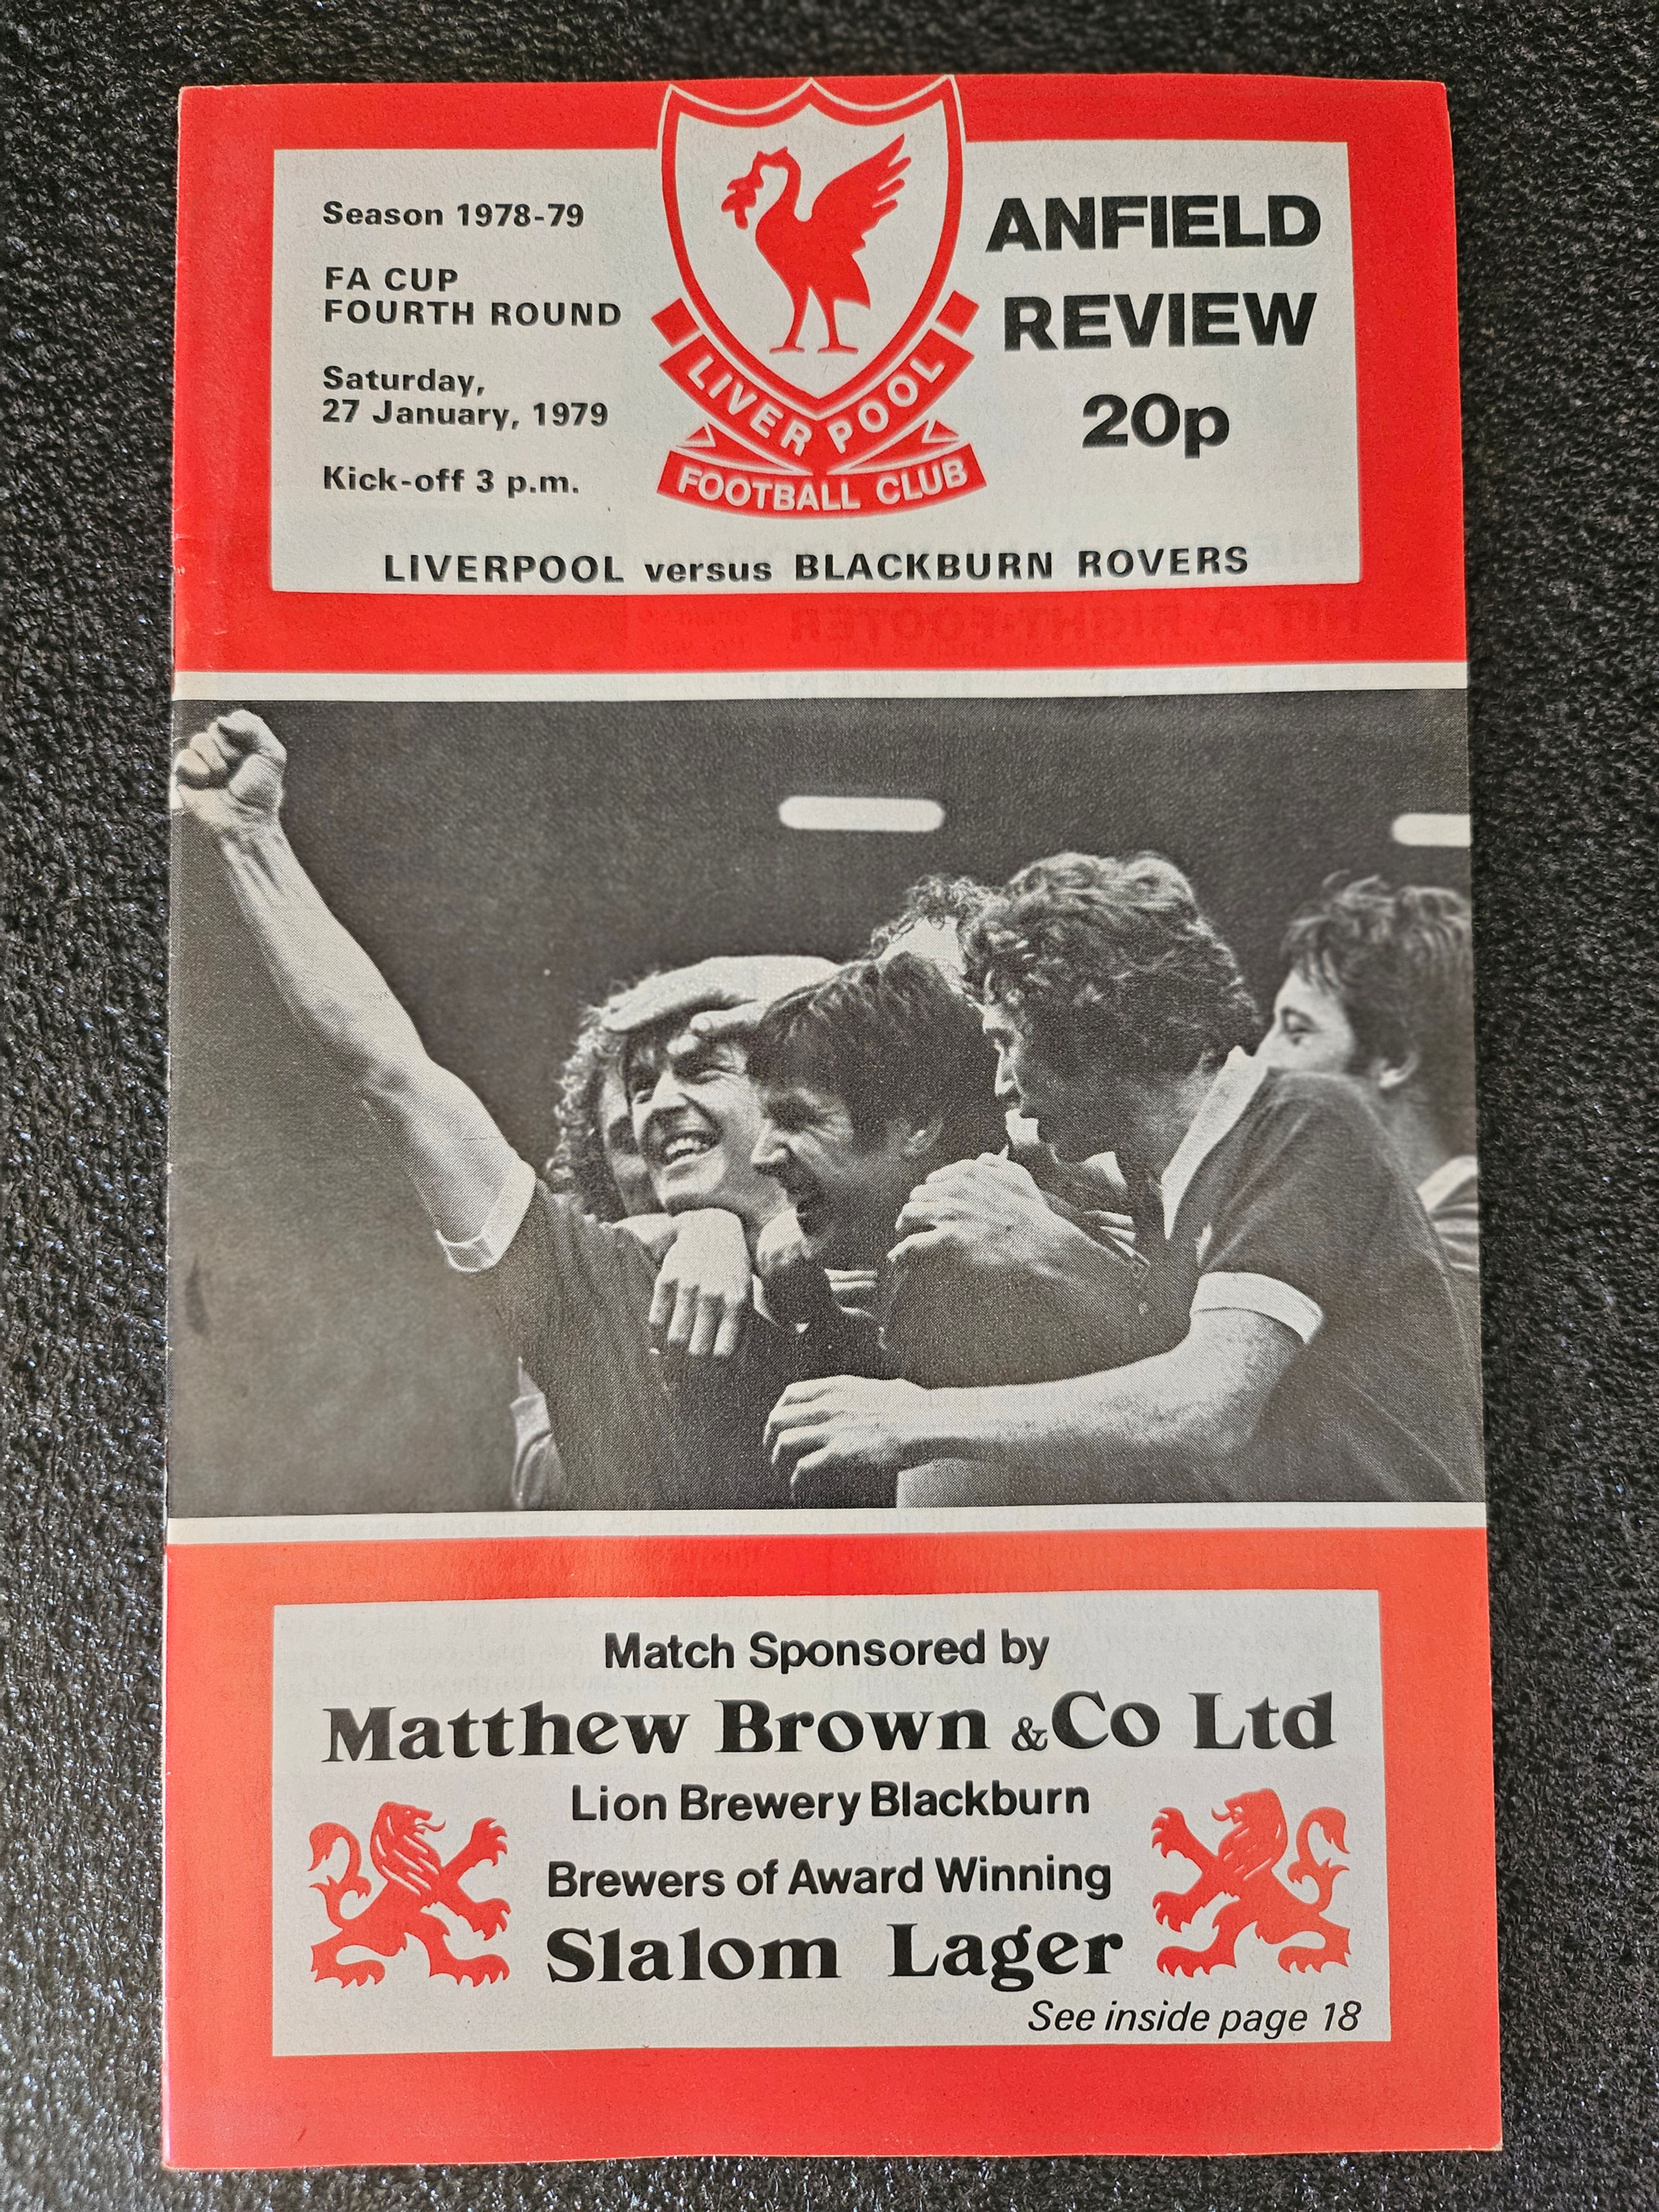 Season 1978-79
FA CUP
FOURTH ROUND
Saturday,
27 January, 1979
Kick-off 3 p.m.
LIVERPOOL
FOOTBALL CLUB
ANFIELD
REVIEW
20p
LIVERPOOL versus BLACKBURN ROVERS
Match Sponsored by
Matthew Brown & Co Ltd
Lion Brewery Blackburn
Brewers of Award Winning
Slalom Lager
See inside page 18